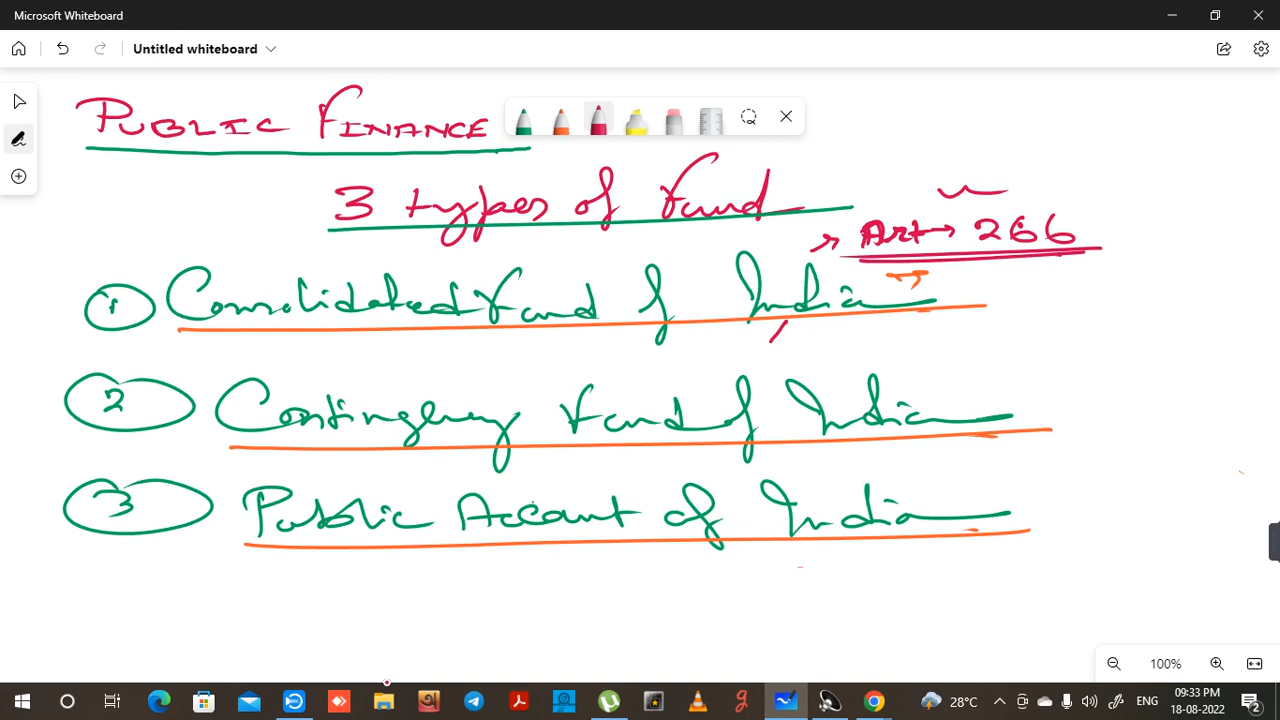 Microsoft Whiteboard
Untitled whiteboard
PUBLIC FINANCE
3 types of Fund
Art → 266
1 Consolidated Fund of India
2 Contingency Fund of India
3 Public Account of India
100%
28°C
ENG
09:33 PM
18-08-2022
2